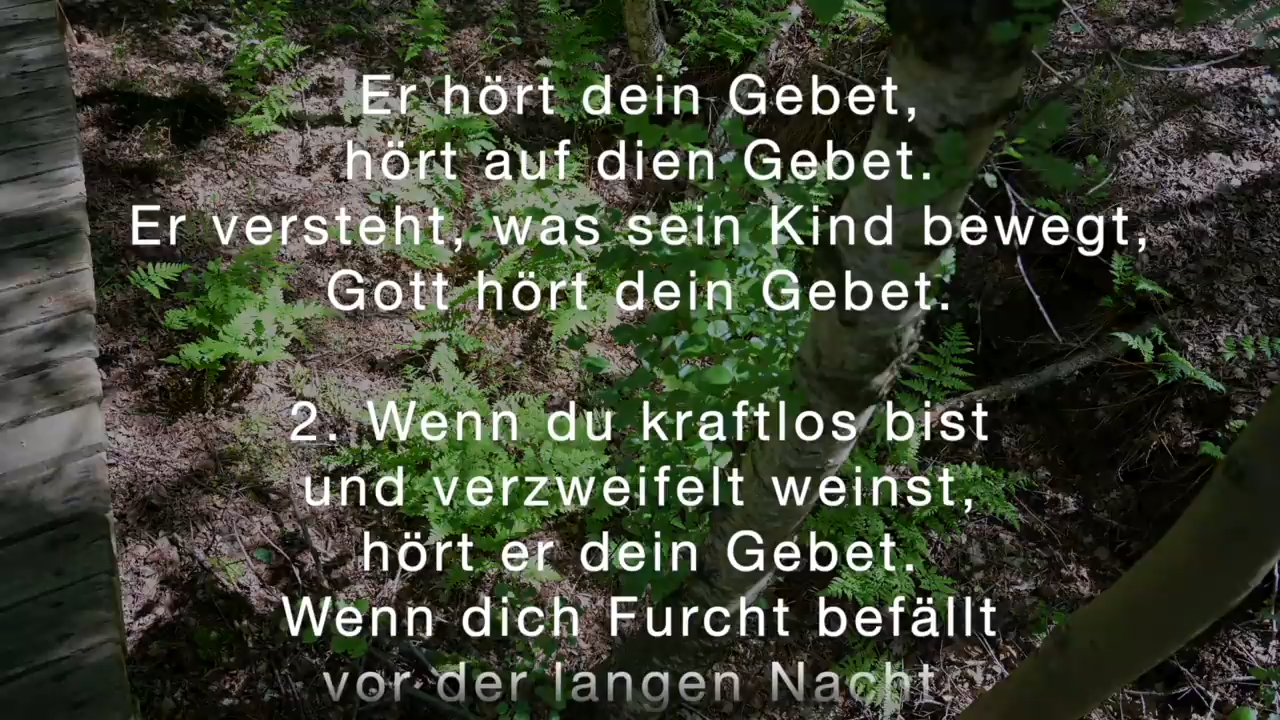 Er hört dein Gebet,
hört auf dien Gebet.
Er versteht, was sein Kind bewegt,
Gott hört dein Gebet.
2. Wenn du kraftlos bist
und verzweifelt weinst,
hört er dein Gebet.
Wenn dich Furcht befällt
vor der langen Nacht